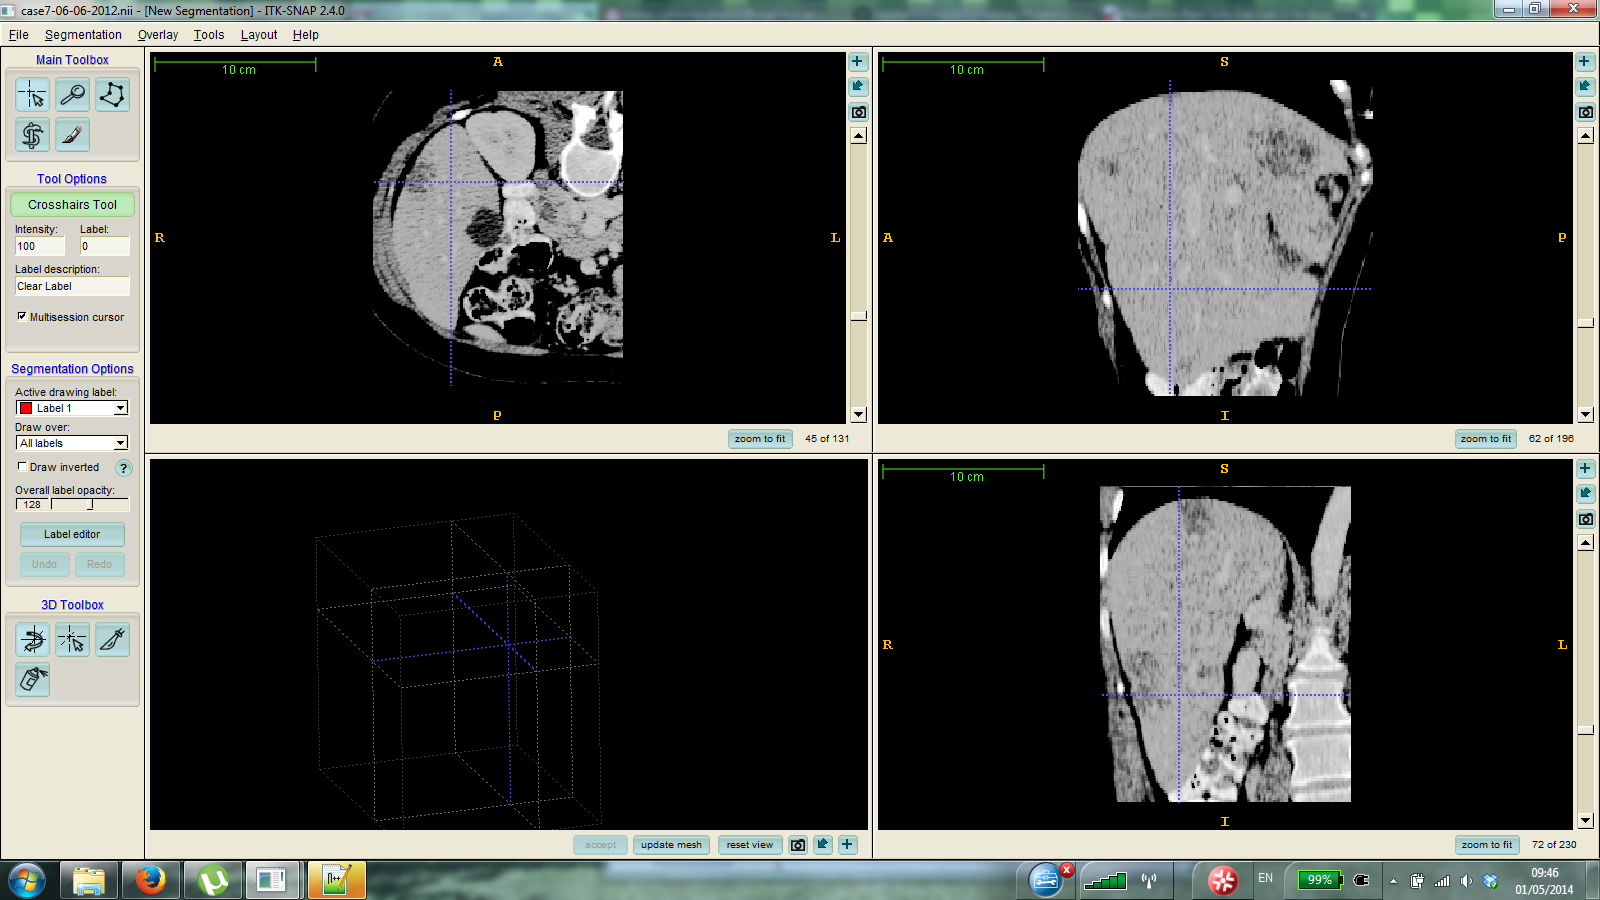 case7-06-06-2012.nii - [New Segmentation] - ITK-SNAP 2.4.0
File Segmentation Overlay Tools Layout Help
Main Toolbox
Tool Options
Crosshairs Tool
Intensity: Label:
100 0
Label description:
Clear Label
Multisession cursor
Segmentation Options
Active drawing label:
Label 1
Draw over:
All labels
Draw inverted ?
Overall label opacity:
128
Label editor
Undo Redo
3D Toolbox
10 cm
A
R
L
P
zoom to fit 45 of 131
10 cm
S
A
P
I
zoom to fit 62 of 196
accept update mesh reset view
10 cm
S
R
L
I
zoom to fit 72 of 230
µ
n++
EN
99%
09:46
01/05/2014